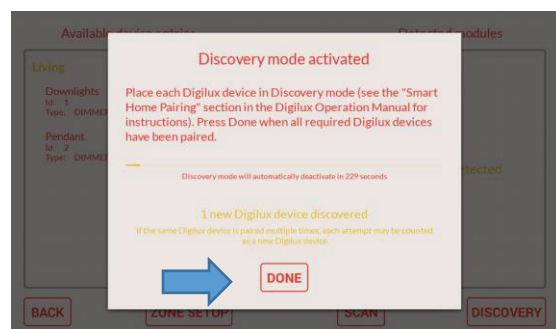 Available device entries
Detected modules
Living
Discovery mode activated
Downlights
Id: 1
Type: DIMMER
Pendant
Id: 2
Type: DIMMER
Place each Digilux device in Discovery mode (see the "Smart
Home Pairing" section in the Digilux Operation Manual for
instructions). Press Done when all required Digilux devices
have been paired.
etected
Discovery mode will automatically deactivate in 229 seconds
1 new Digilux device discovered
If the same Digilux device is paired multiple times, each attempt may be counted
as a new Digilux device
DONE
BACK
ZONE SETUP
SCAN
DISCOVERY